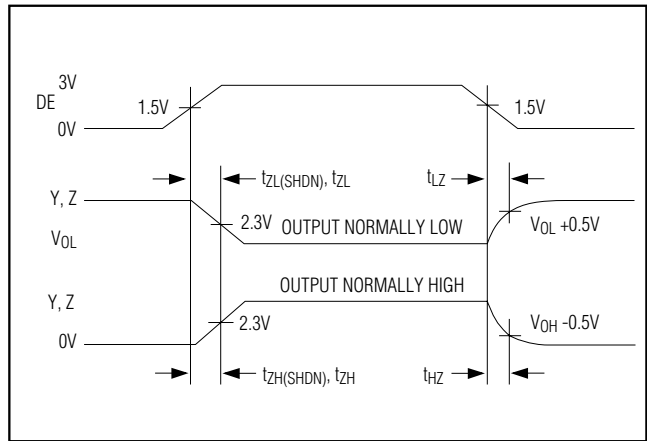 3V
DE
1.5V
1.5V
0V
tZL(SHDN), tZL
tLZ
Y, Z
2.3V
OUTPUT NORMALLY LOW
VOL +0.5V
VOL
OUTPUT NORMALLY HIGH
Y, Z
2.3V
VOH -0.5V
0V
tZH(SHDN), tZH
tHZ